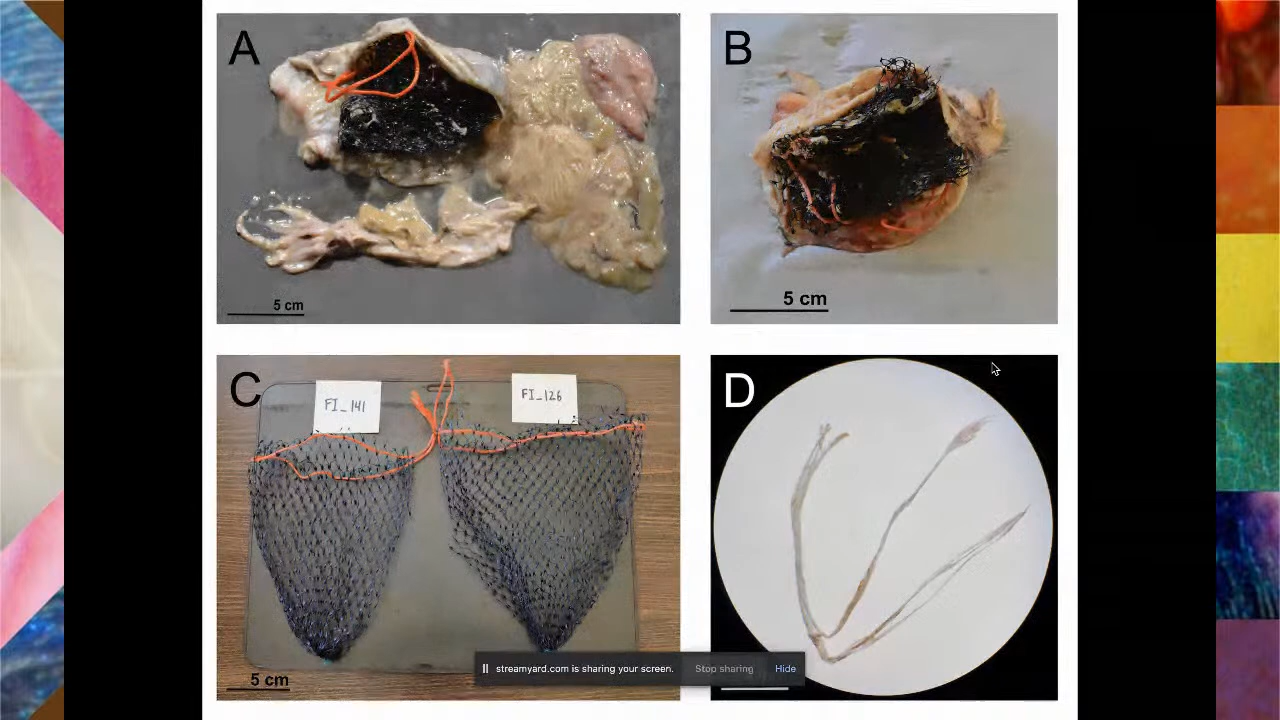 A
B
5 cm
5 cm
C
D
FI_141
FI_126
streamyard.com is sharing your screen.
Stop sharing
Hide
5 cm